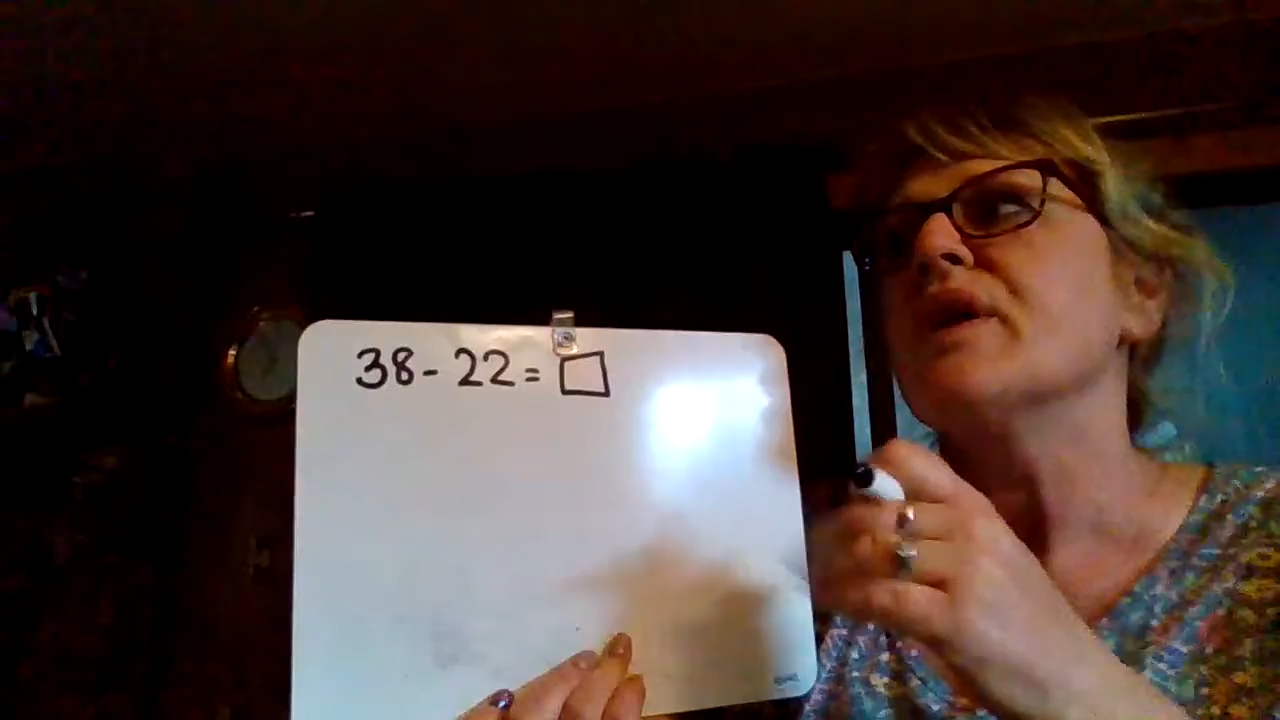 38 - 22 = □